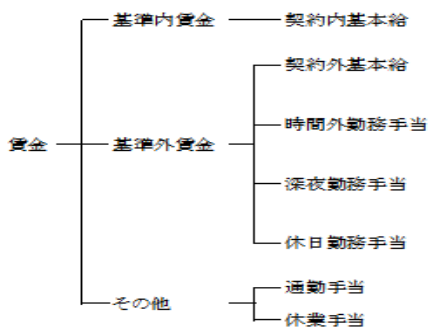 基準内賃金 契約内基本給
契約外基本給
時間外勤務手当
賃金 基準外賃金
深夜勤務手当
休日勤務手当
通勤手当
その他
休業手当